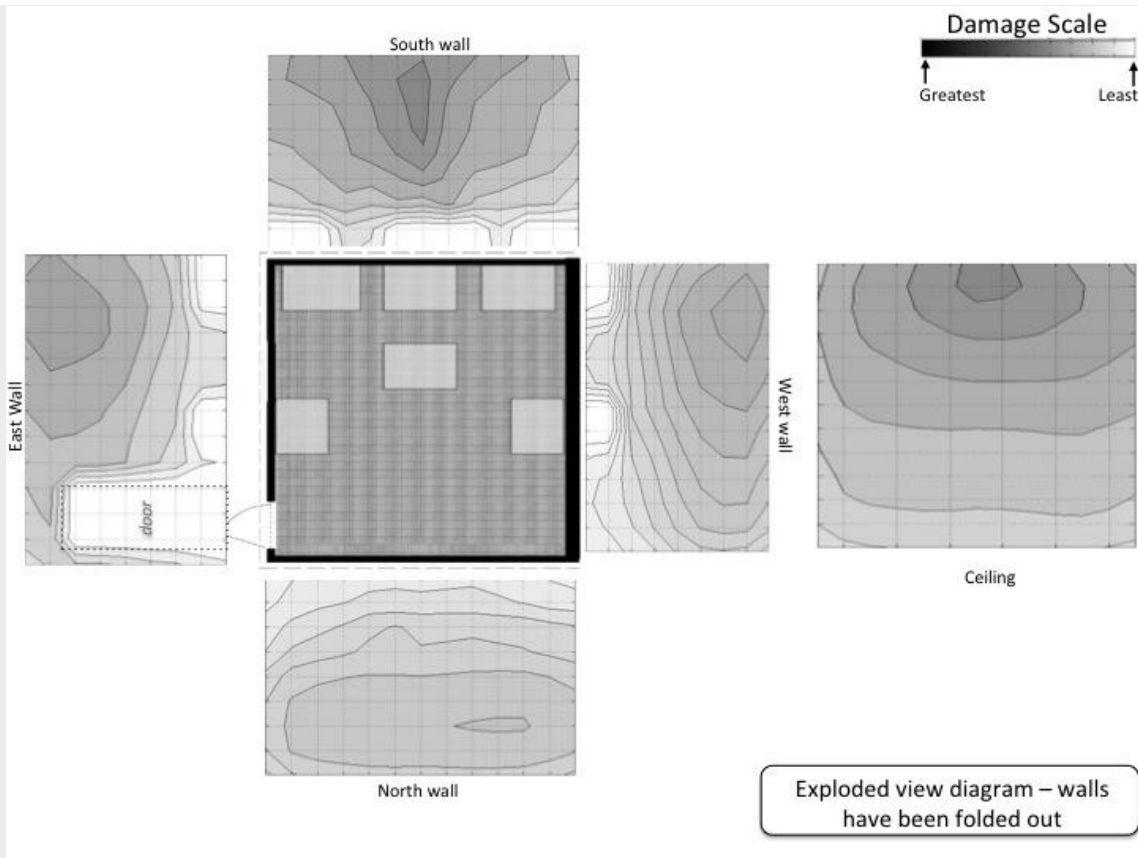 Damage Scale
Greatest
Least
South wall
East Wall
door
West wall
Ceiling
North wall
Exploded view diagram – walls
have been folded out